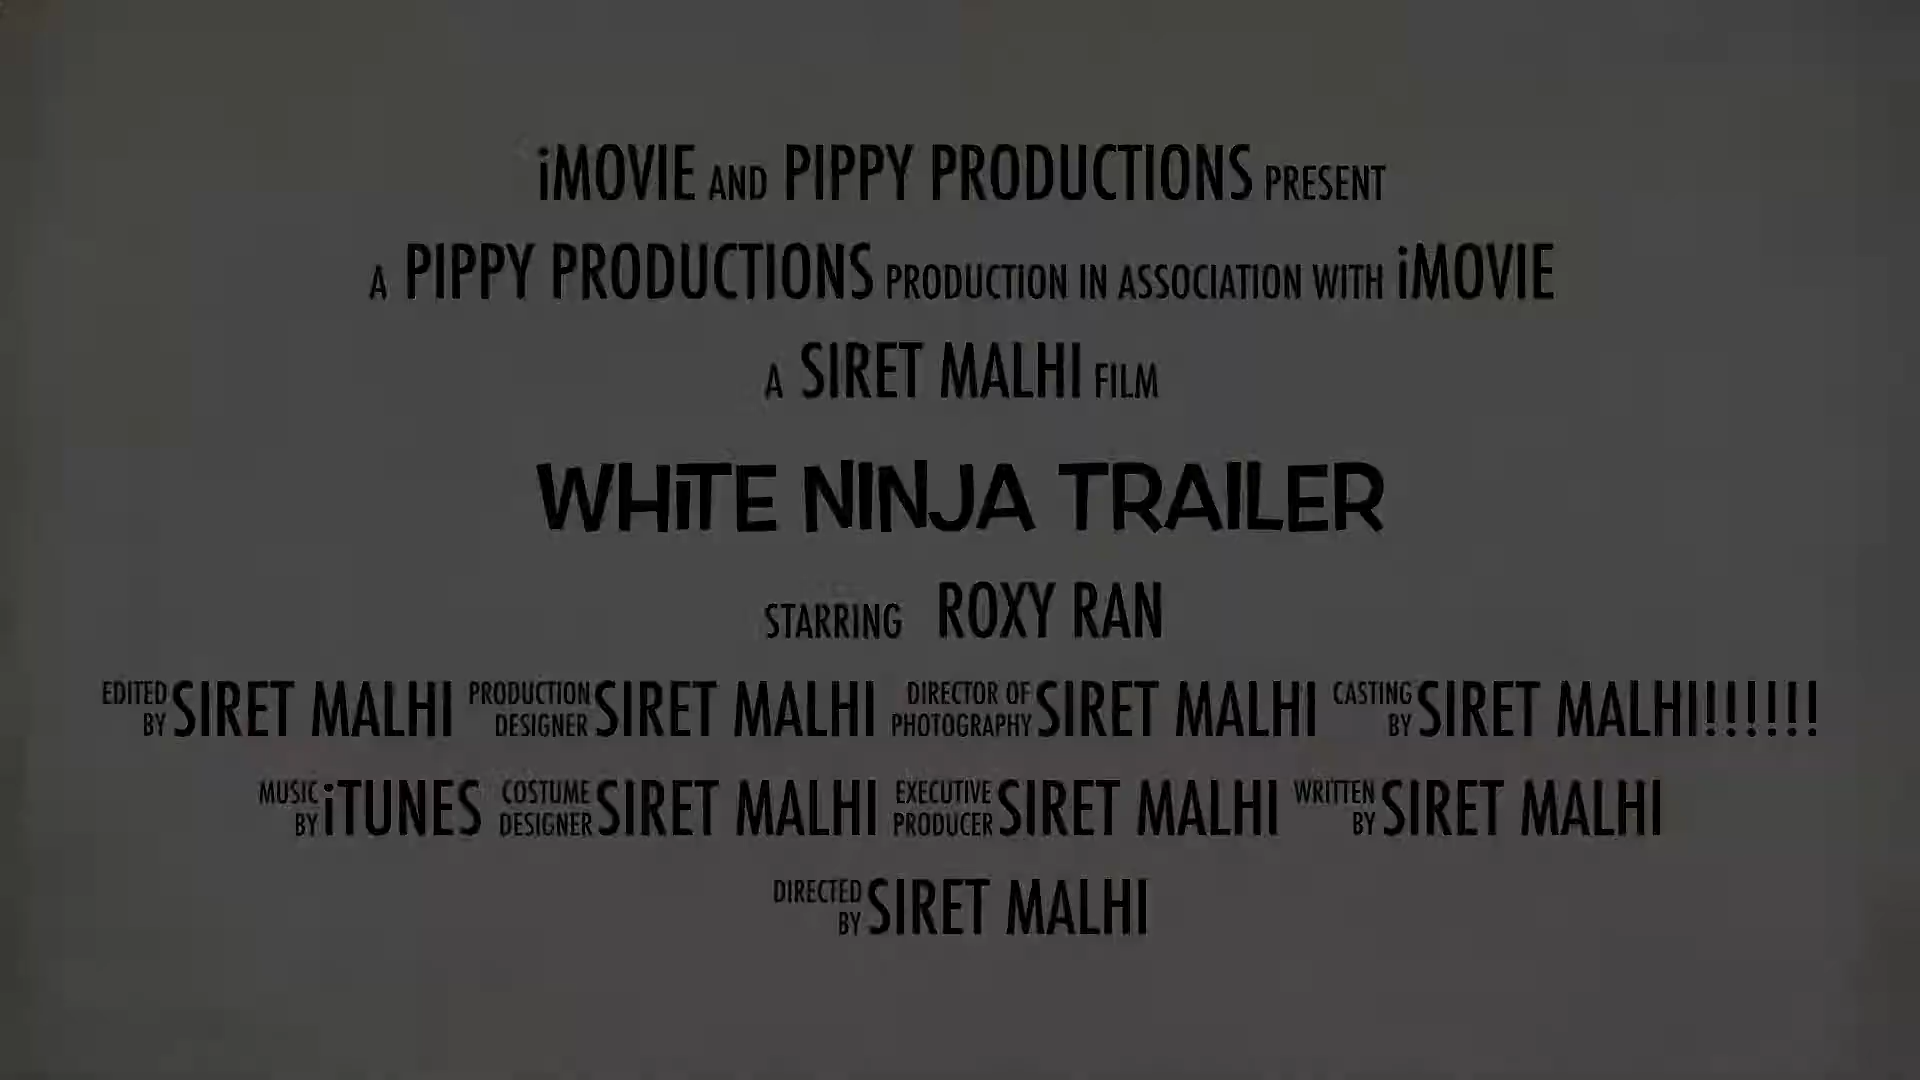 iMOVIE AND PIPPY PRODUCTIONS PRESENT
A PIPPY PRODUCTIONS PRODUCTION IN ASSOCIATION WITH iMOVIE
A SIRET MALHI FILM
WHiTE NINJA TRAILER
STARRING ROXY RAN
EDITED BY SIRET MALHI PRODUCTION DESIGNER SIRET MALHI DIRECTOR OF PHOTOGRAPHY SIRET MALHI CASTING BY SIRET MALHI!!!!!!
MUSIC BY iTUNES COSTUME DESIGNER SIRET MALHI EXECUTIVE PRODUCER SIRET MALHI WRITTEN BY SIRET MALHI
DIRECTED BY SIRET MALHI